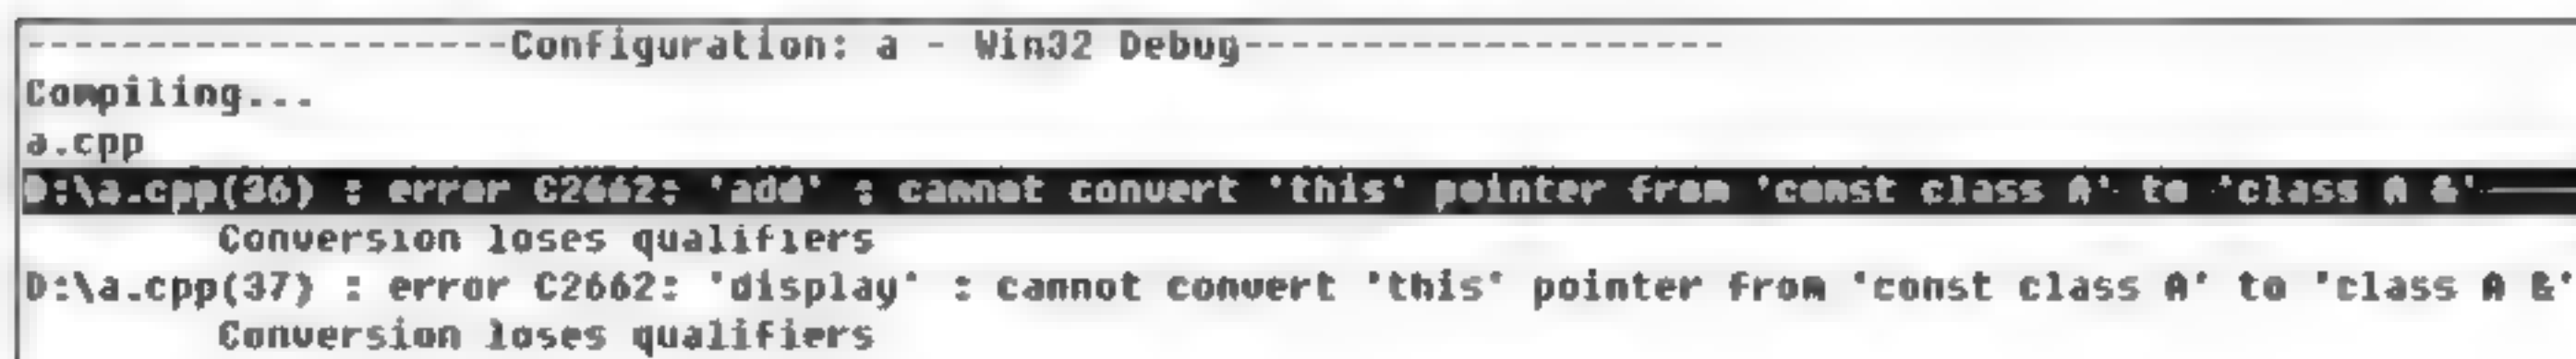 --------------------Configuration: a - Win32 Debug--------------------
Compiling...
a.cpp
D:\a.cpp(36) : error C2662: 'add' : cannot convert 'this' pointer from 'const class A' to 'class A &'
Conversion loses qualifiers
D:\a.cpp(37) : error C2662: 'display' : cannot convert 'this' pointer from 'const class A' to 'class A &'
Conversion loses qualifiers